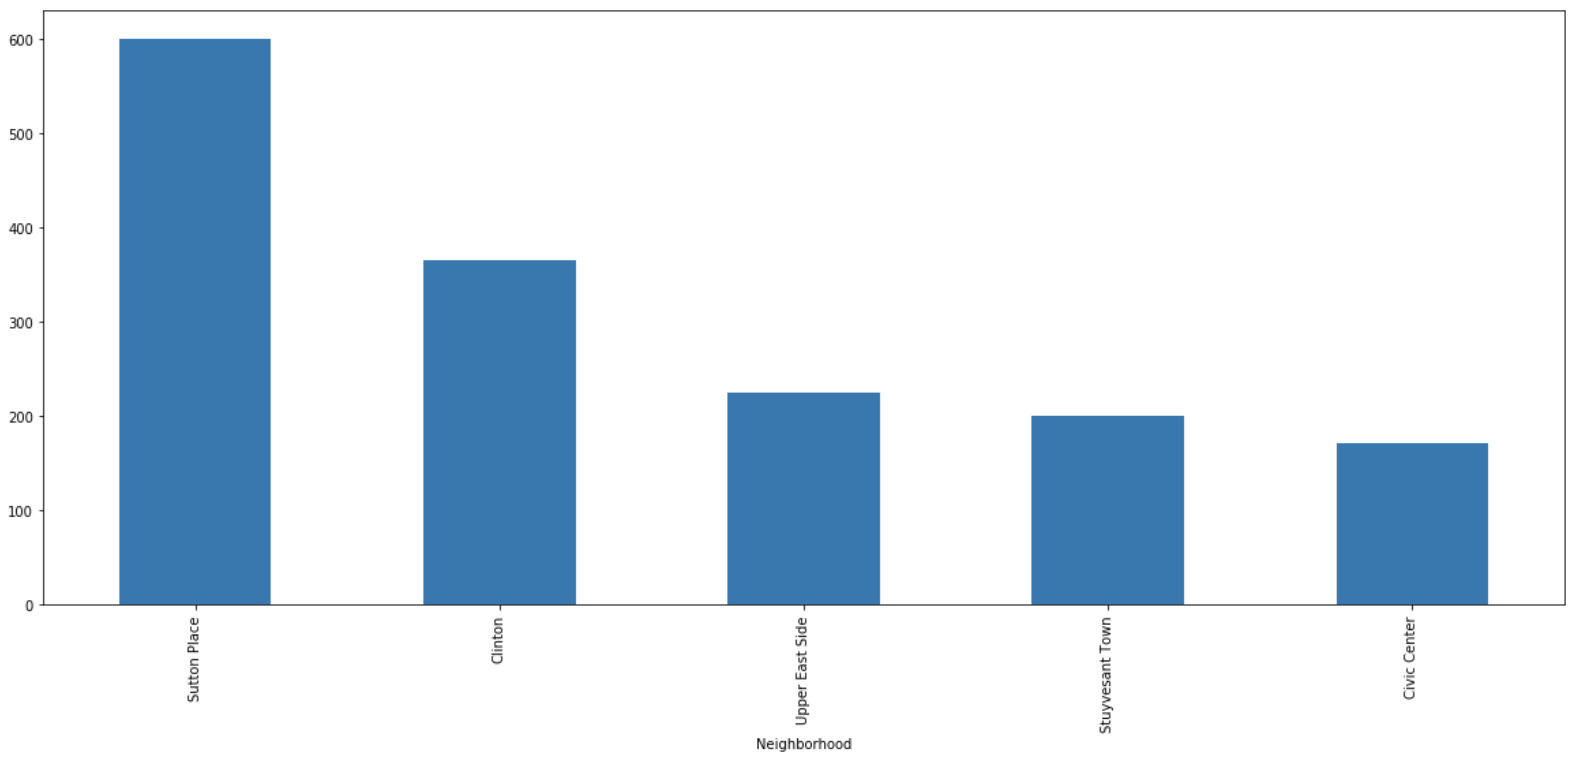 600
500
400
300
200
100
0
Sutton Place
Clinton
Upper East Side
Stuyvesant Town
Civic Center
Neighborhood